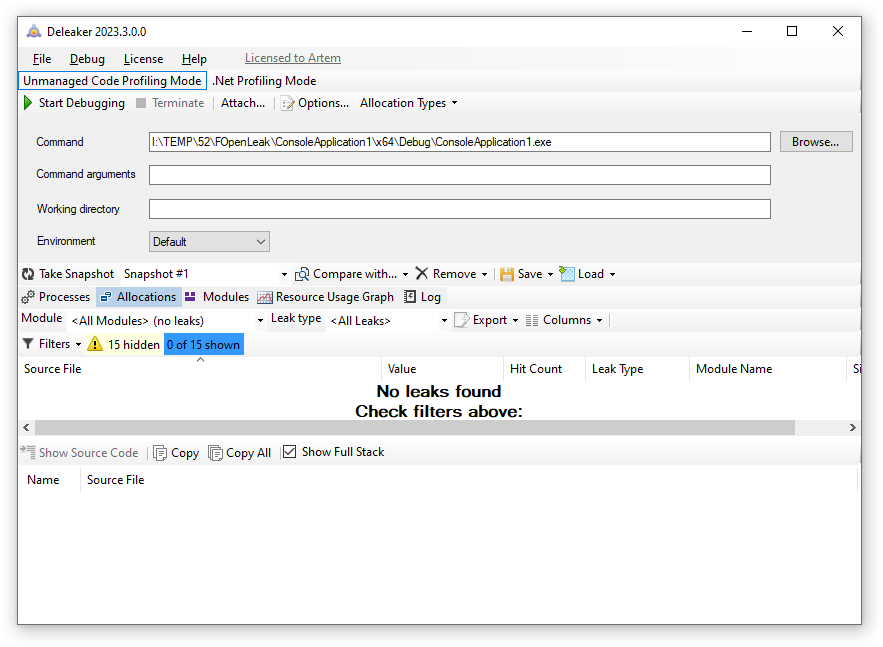 Deleaker 2023.3.0.0
File Debug License Help Licensed to Artem
Unmanaged Code Profiling Mode .Net Profiling Mode
Start Debugging Terminate Attach... Options... Allocation Types
Command I:\TEMP\52\FOpenLeak\ConsoleApplication1\x64\Debug\ConsoleApplication1.exe Browse...
Command arguments
Working directory
Environment Default
Take Snapshot Snapshot #1 Compare with... Remove Save Load
Processes Allocations Modules Resource Usage Graph Log
Module <All Modules> (no leaks) Leak type <All Leaks> Export Columns
Filters 15 hidden 0 of 15 shown
Source File Value Hit Count Leak Type Module Name Si
No leaks found
Check filters above:
Show Source Code Copy Copy All Show Full Stack
Name Source File